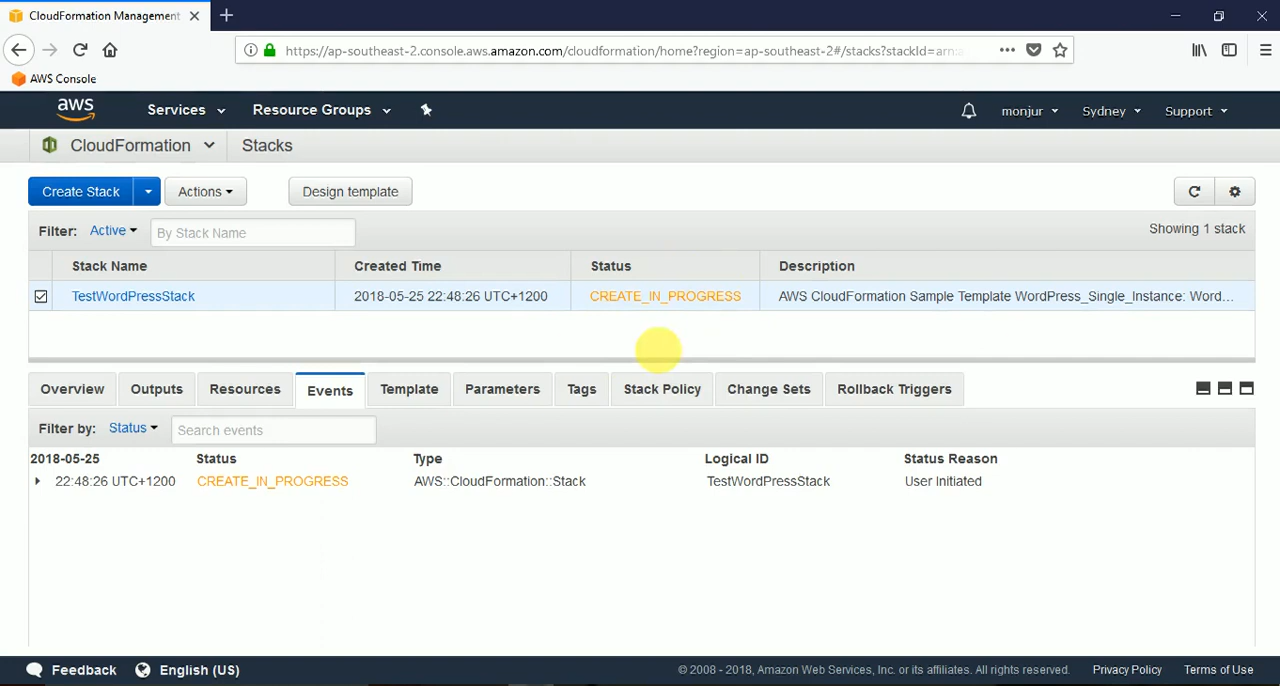 CloudFormation Management
https://ap-southeast-2.console.aws.amazon.com/cloudformation/home?region=ap-southeast-2#/stacks?stackId=arn:a
AWS Console
aws Services Resource Groups monjur Sydney Support
CloudFormation Stacks
Create Stack Actions Design template
Filter: Active By Stack Name Showing 1 stack
Stack Name Created Time Status Description
TestWordPressStack 2018-05-25 22:48:26 UTC+1200 CREATE_IN_PROGRESS AWS CloudFormation Sample Template WordPress_Single_Instance: Word...
Overview Outputs Resources Events Template Parameters Tags Stack Policy Change Sets Rollback Triggers
Filter by: Status Search events
2018-05-25 Status Type Logical ID Status Reason
22:48:26 UTC+1200 CREATE_IN_PROGRESS AWS::CloudFormation::Stack TestWordPressStack User Initiated
Feedback English (US) © 2008 - 2018, Amazon Web Services, Inc. or its affiliates. All rights reserved. Privacy Policy Terms of Use